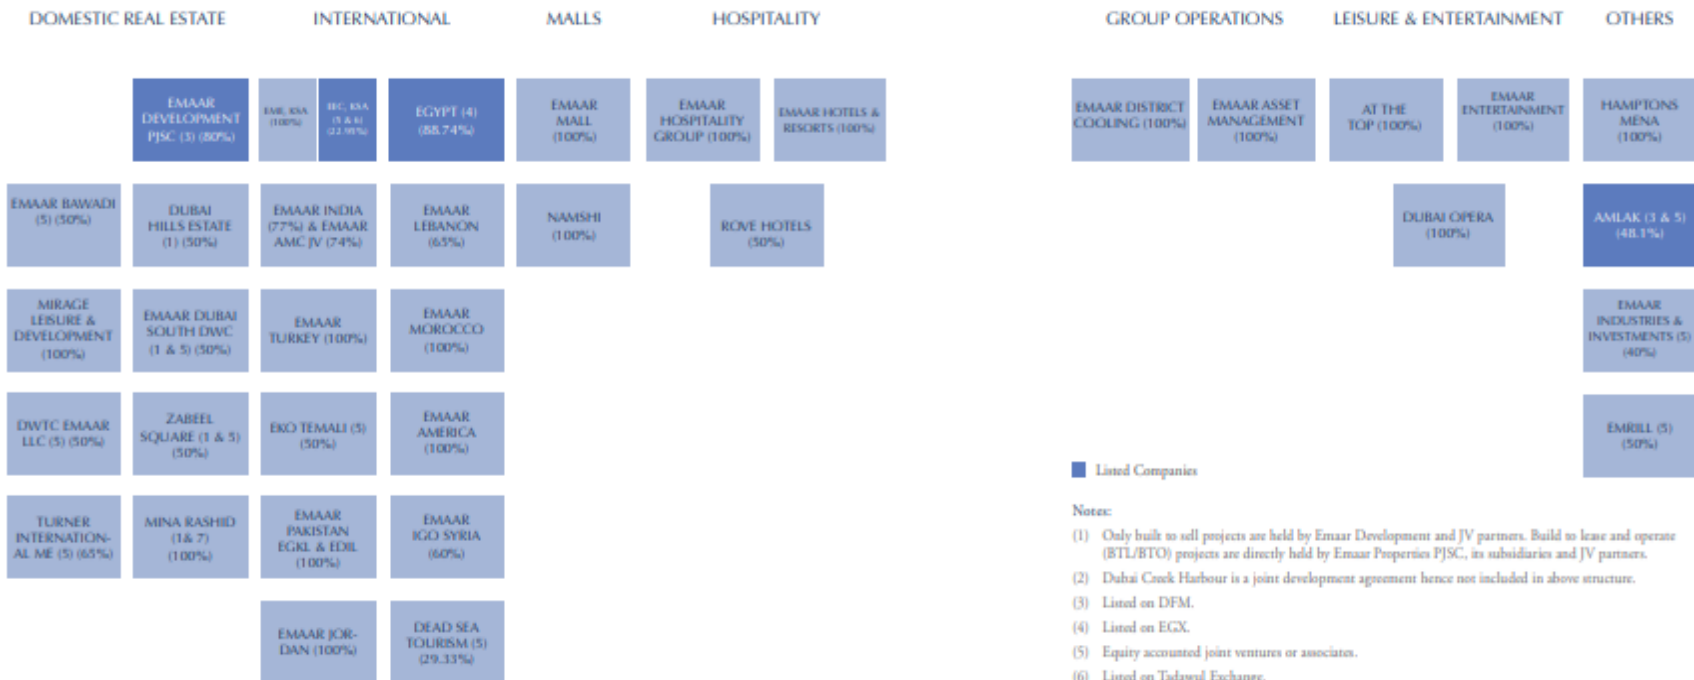 DOMESTIC REAL ESTATE
INTERNATIONAL
MALLS
HOSPITALITY
GROUP OPERATIONS
LEISURE & ENTERTAINMENT
OTHERS
EMAAR
DEVELOPMENT
PJSC (3) (80%)
EME, KSA
(100%)
EEC, KSA
(5 & 6)
(22.95%)
EGYPT (4)
(88.74%)
EMAAR
MALL
(100%)
EMAAR
HOSPITALITY
GROUP (100%)
EMAAR HOTELS &
RESORTS (100%)
EMAAR DISTRICT
COOLING (100%)
EMAAR ASSET
MANAGEMENT
(100%)
AT THE
TOP (100%)
EMAAR
ENTERTAINMENT
(100%)
HAMPTONS
MENA
(100%)
EMAAR BAWADI
(5) (50%)
DUBAI
HILLS ESTATE
(1) (50%)
EMAAR INDIA
(77%) & EMAAR
AMC JV (74%)
EMAAR
LEBANON
(65%)
NAMSHI
(100%)
ROVE HOTELS
(50%)
DUBAI OPERA
(100%)
AMLAK (3 & 5)
(48.1%)
MIRAGE
LEISURE &
DEVELOPMENT
(100%)
EMAAR DUBAI
SOUTH DWC
(1 & 5) (50%)
EMAAR
TURKEY (100%)
EMAAR
MOROCCO
(100%)
EMAAR
INDUSTRIES &
INVESTMENTS (5)
(40%)
DWTC EMAAR
LLC (5) (50%)
ZABEEL
SQUARE (1 & 5)
(50%)
EKO TEMALI (5)
(50%)
EMAAR
AMERICA
(100%)
EMRILL (5)
(50%)
TURNER
INTERNATION-
AL ME (5) (65%)
MINA RASHID
(1& 7)
(100%)
EMAAR
PAKISTAN
EGKL & EDIL
(100%)
EMAAR
IGO SYRIA
(60%)
EMAAR JOR-
DAN (100%)
DEAD SEA
TOURISM (5)
(29.33%)
Listed Companies
Notes:
(1) Only built to sell projects are held by Emaar Development and JV partners. Build to lease and operate
(BTL/BTO) projects are directly held by Emaar Properties PJSC, its subsidiaries and JV partners.
(2) Dubai Creek Harbour is a joint development agreement hence not included in above structure.
(3) Listed on DFM.
(4) Listed on EGX.
(5) Equity accounted joint ventures or associates.
(6) Listed on Tadawul Exchange.